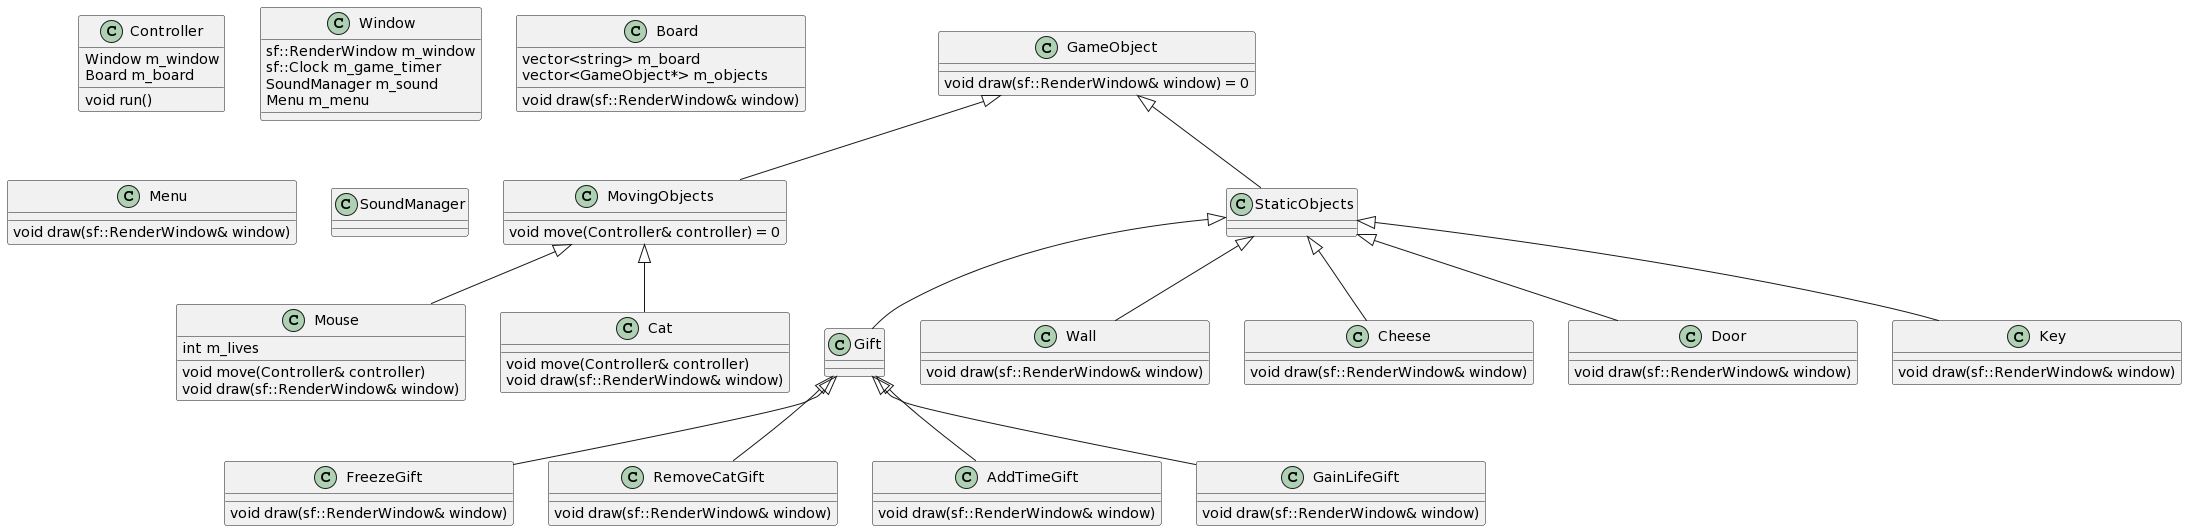 C Controller
Window m_window
Board m_board
void run()
C Window
sf::RenderWindow m_window
sf::Clock m_game_timer
SoundManager m_sound
Menu m_menu
C Board
vector<string> m_board
vector<GameObject*> m_objects
void draw(sf::RenderWindow& window)
C GameObject
void draw(sf::RenderWindow& window) = 0
C Menu
void draw(sf::RenderWindow& window)
C SoundManager
C MovingObjects
void move(Controller& controller) = 0
C StaticObjects
C Mouse
int m_lives
void move(Controller& controller)
void draw(sf::RenderWindow& window)
C Cat
void move(Controller& controller)
void draw(sf::RenderWindow& window)
C Gift
C Wall
void draw(sf::RenderWindow& window)
C Cheese
void draw(sf::RenderWindow& window)
C Door
void draw(sf::RenderWindow& window)
C Key
void draw(sf::RenderWindow& window)
C FreezeGift
void draw(sf::RenderWindow& window)
C RemoveCatGift
void draw(sf::RenderWindow& window)
C AddTimeGift
void draw(sf::RenderWindow& window)
C GainLifeGift
void draw(sf::RenderWindow& window)